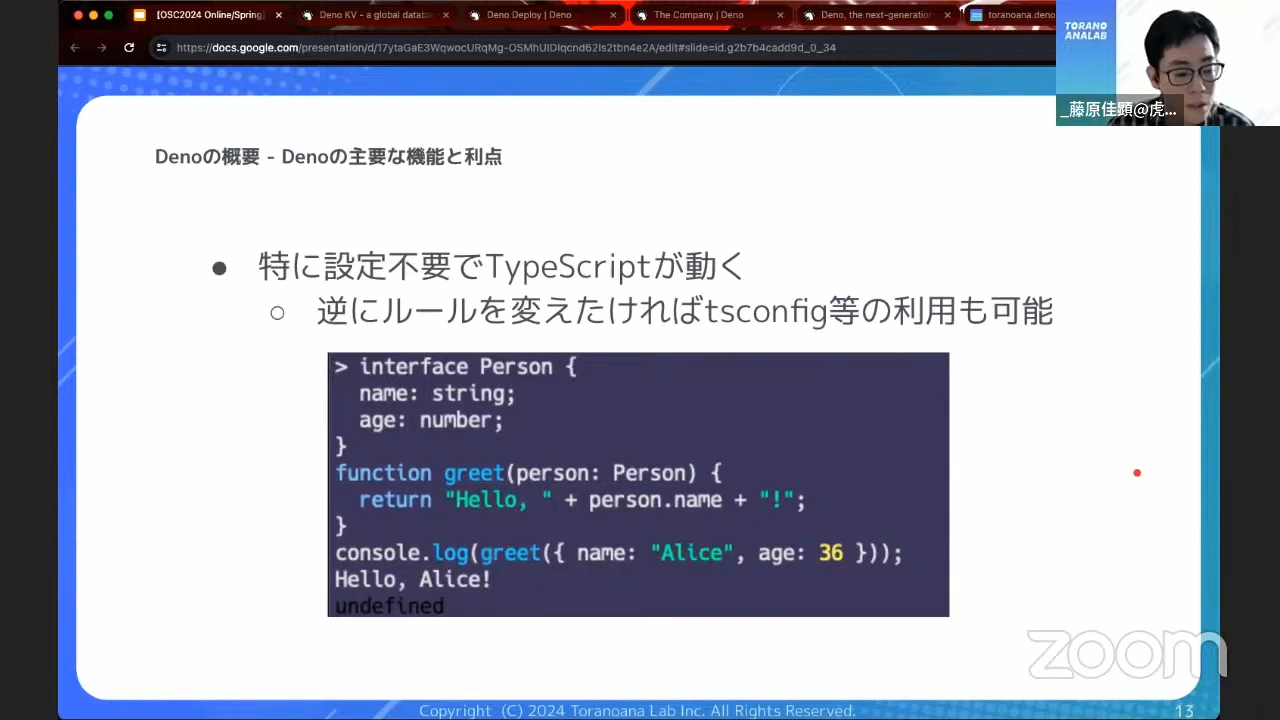 [OSC2024 Online/Spring]
Deno KV - a global databa
Deno Deploy | Deno
The Company | Deno
Deno, the next-generation
toranoana.deno
https://docs.google.com/presentation/d/17ytaGaE3WqwocURqMg-OSMhUIDlqcnd62Is2tbn4e2A/edit#slide=id.g2b7b4cadd9d_0_34
TORANO
ANALAB
_藤原佳顕@虎...
Denoの概要 - Denoの主要な機能と利点
● 特に設定不要でTypeScriptが動く
○ 逆にルールを変えたければtsconfig等の利用も可能
> interface Person {
name: string;
age: number;
}
function greet(person: Person) {
return "Hello, " + person.name + "!";
}
console.log(greet({ name: "Alice", age: 36 }));
Hello, Alice!
undefined
zoom
Copyright (C) 2024 Toranoana Lab Inc. All Rights Reserved.
13